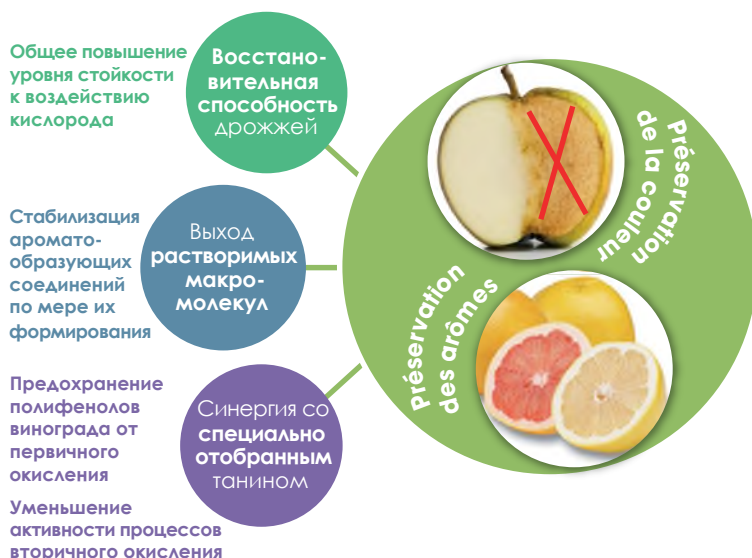 Общее повышение
уровня стойкости
к воздействию
кислорода
Восстано-
вительная
способность
дрожжей
Стабилизация
аромато-
образующих
соединений
по мере их
формирования
Выход
растворимых
макро-
молекул
Предохранение
полифенолов
винограда от
первичного
окисления
Уменьшение
активности процессов
вторичного окисления
Синергия со
специально
отобранным
танином
Préservation
de la couleur
Préservation
des arômes